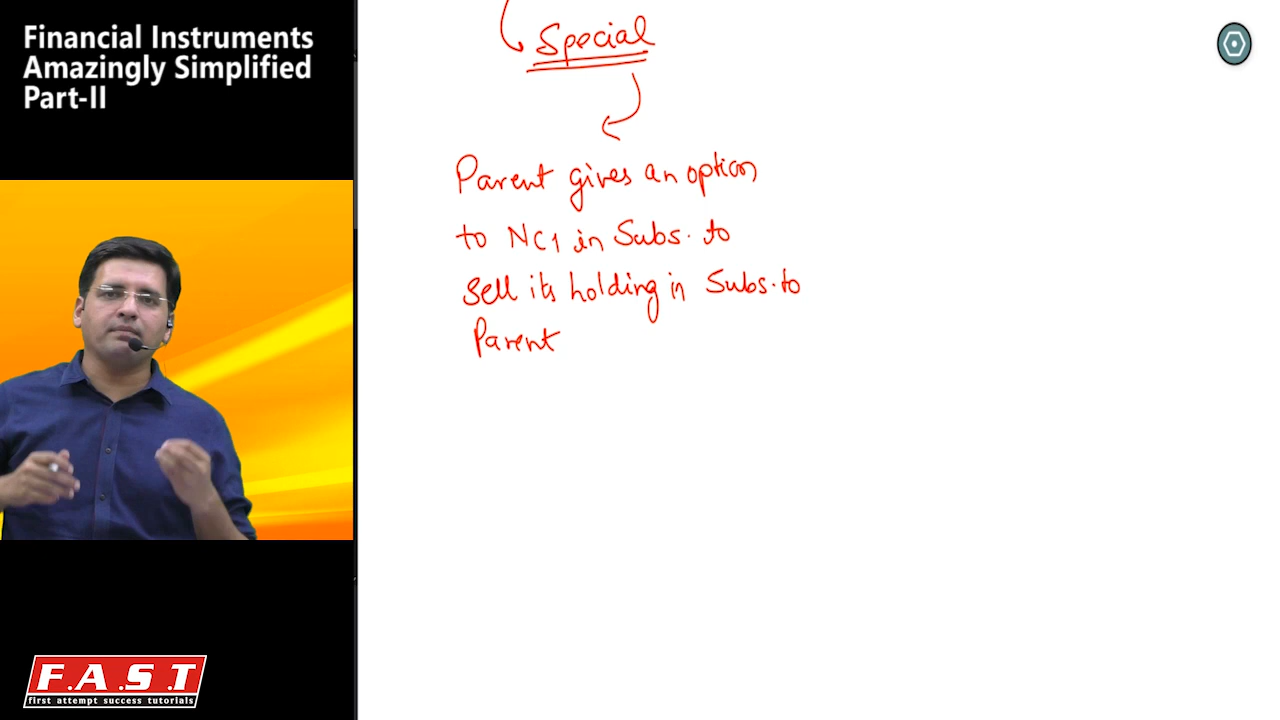 Financial Instruments
Amazingly Simplified
Part-II
Special
Parent gives an option
to NCI in Subs. to
sell its holding in Subs. to
Parent
F.A.S.T
first attempt success tutorials